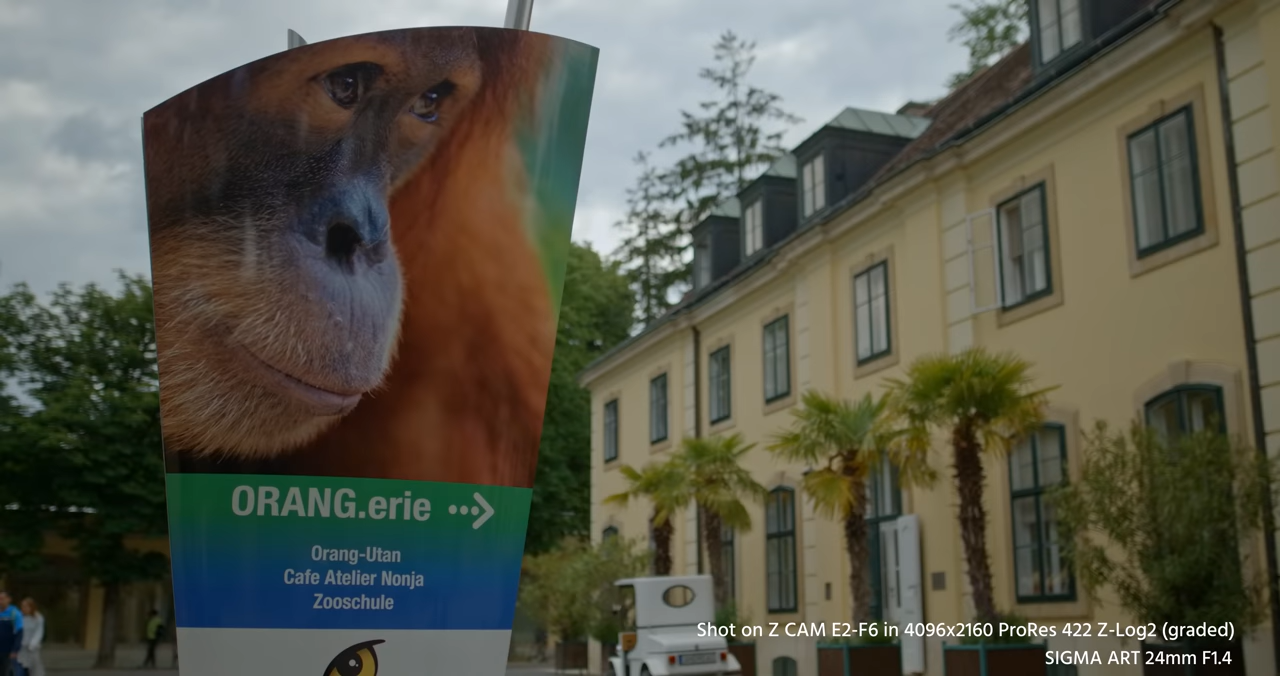 ORANG.erie
Orang-Utan
Cafe Atelier Nonja
Zooschule
Shot on Z CAM E2-F6 in 4096x2160 ProRes 422 Z-Log2 (graded)
SIGMA ART 24mm F1.4